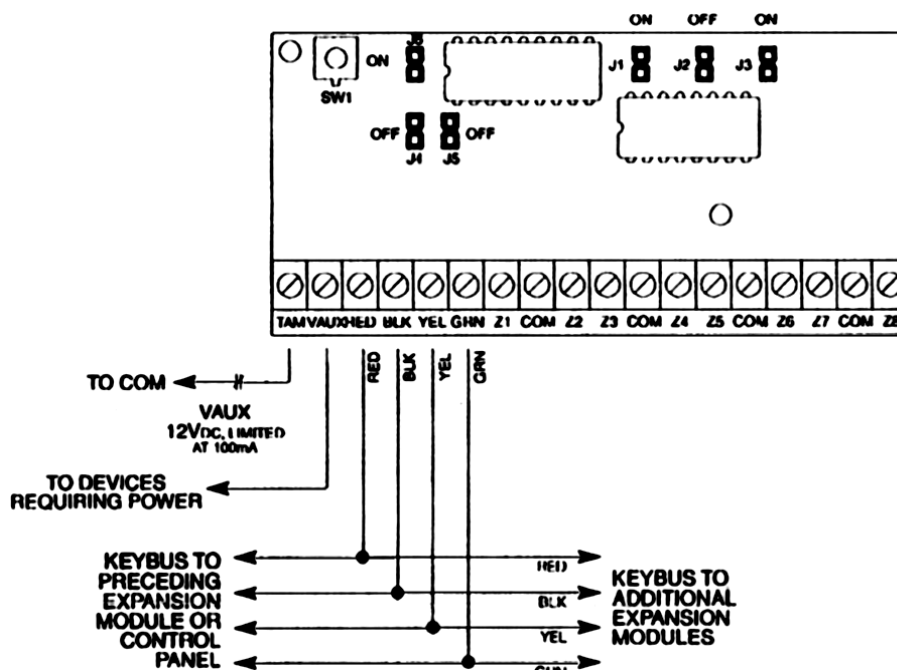 ON OFF ON
ON
J1 J2 J3
SW1
OFF OFF
J4 J5
TAM VAUX RED BLK YEL GRN Z1 COM Z2 Z3 COM Z4 Z5 COM Z6 Z7 COM Z8
RED BLK YEL GRN
TO COM
VAUX
12VDC, LIMITED
AT 100mA
TO DEVICES
REQUIRING POWER
KEYBUS TO
PRECEDING
EXPANSION
MODULE OR
CONTROL
PANEL
RED
BLK
YEL
GRN
KEYBUS TO
ADDITIONAL
EXPANSION
MODULES